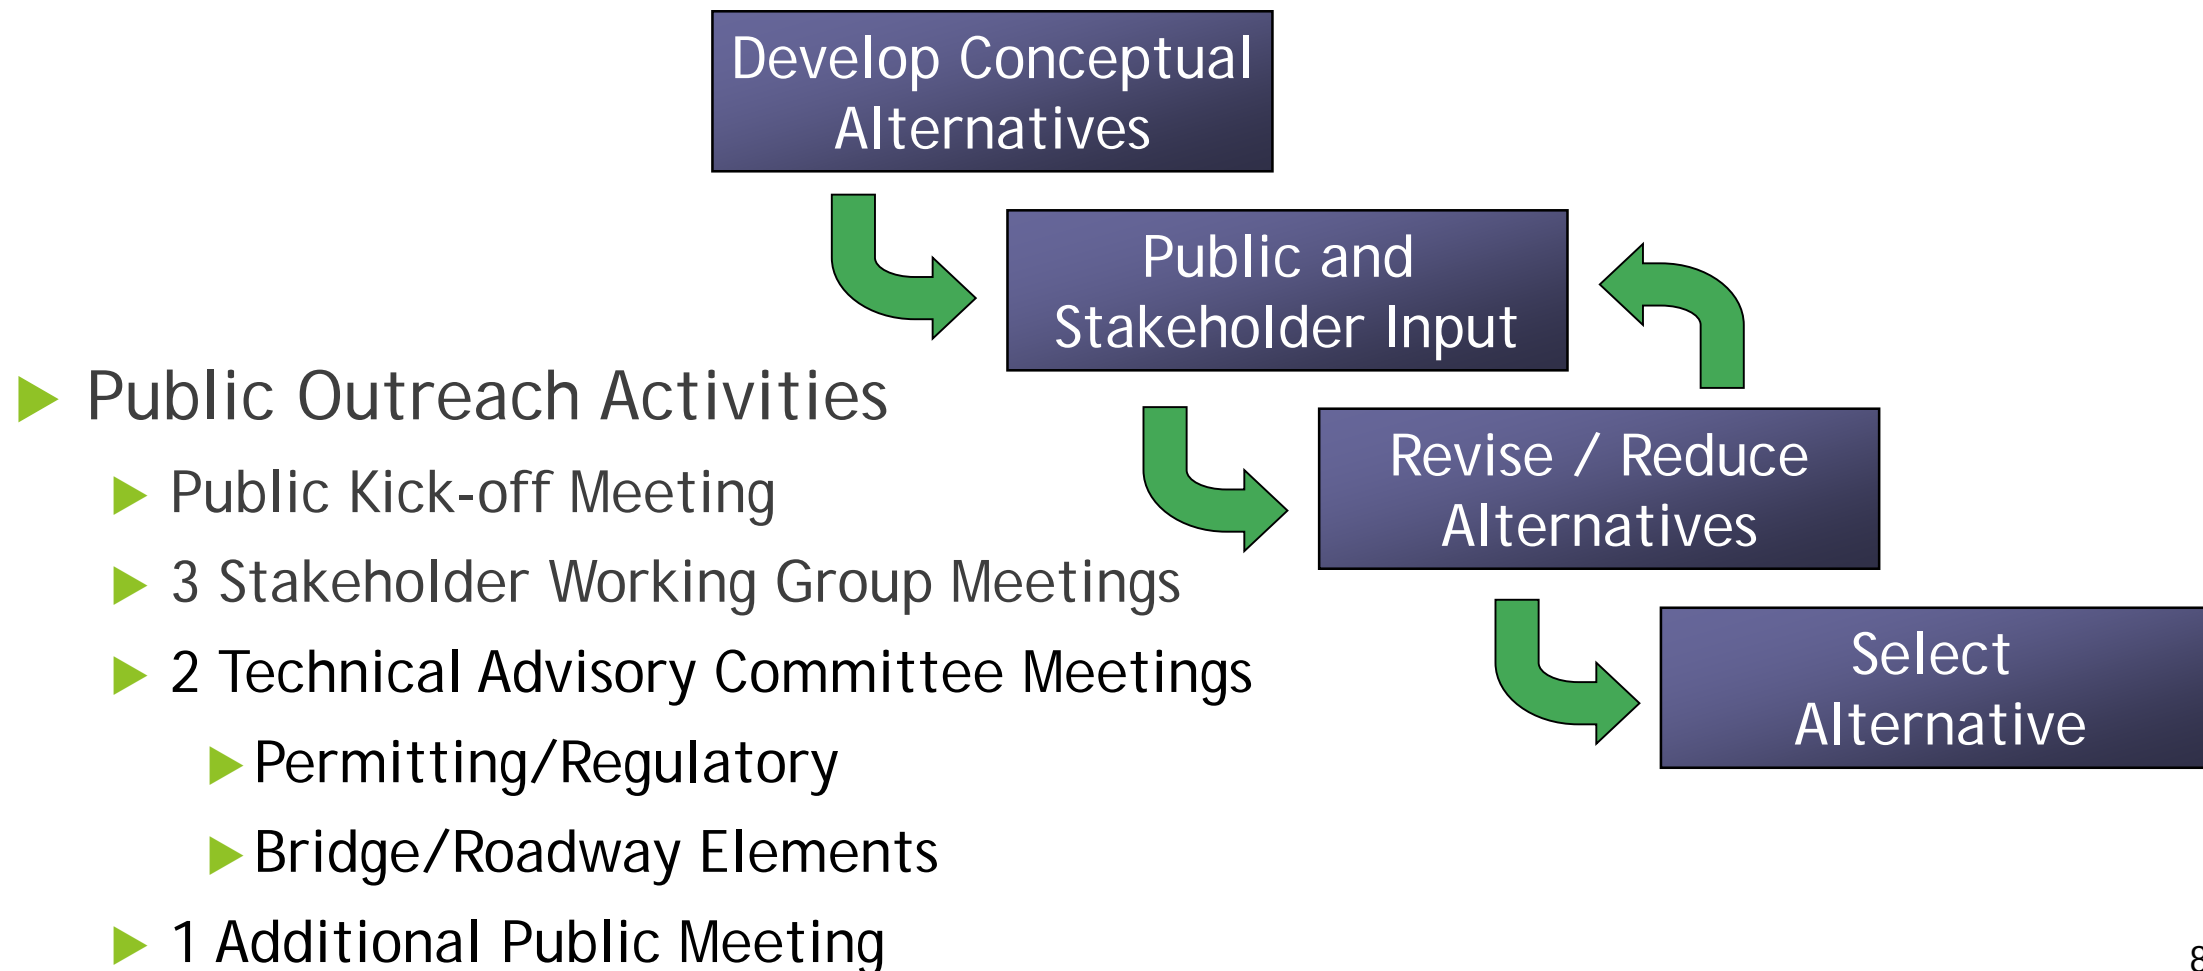 Develop Conceptual
Alternatives
Public and
Stakeholder Input
Revise / Reduce
Alternatives
Select
Alternative
Public Outreach Activities
Public Kick-off Meeting
3 Stakeholder Working Group Meetings
2 Technical Advisory Committee Meetings
Permitting/Regulatory
Bridge/Roadway Elements
1 Additional Public Meeting
8